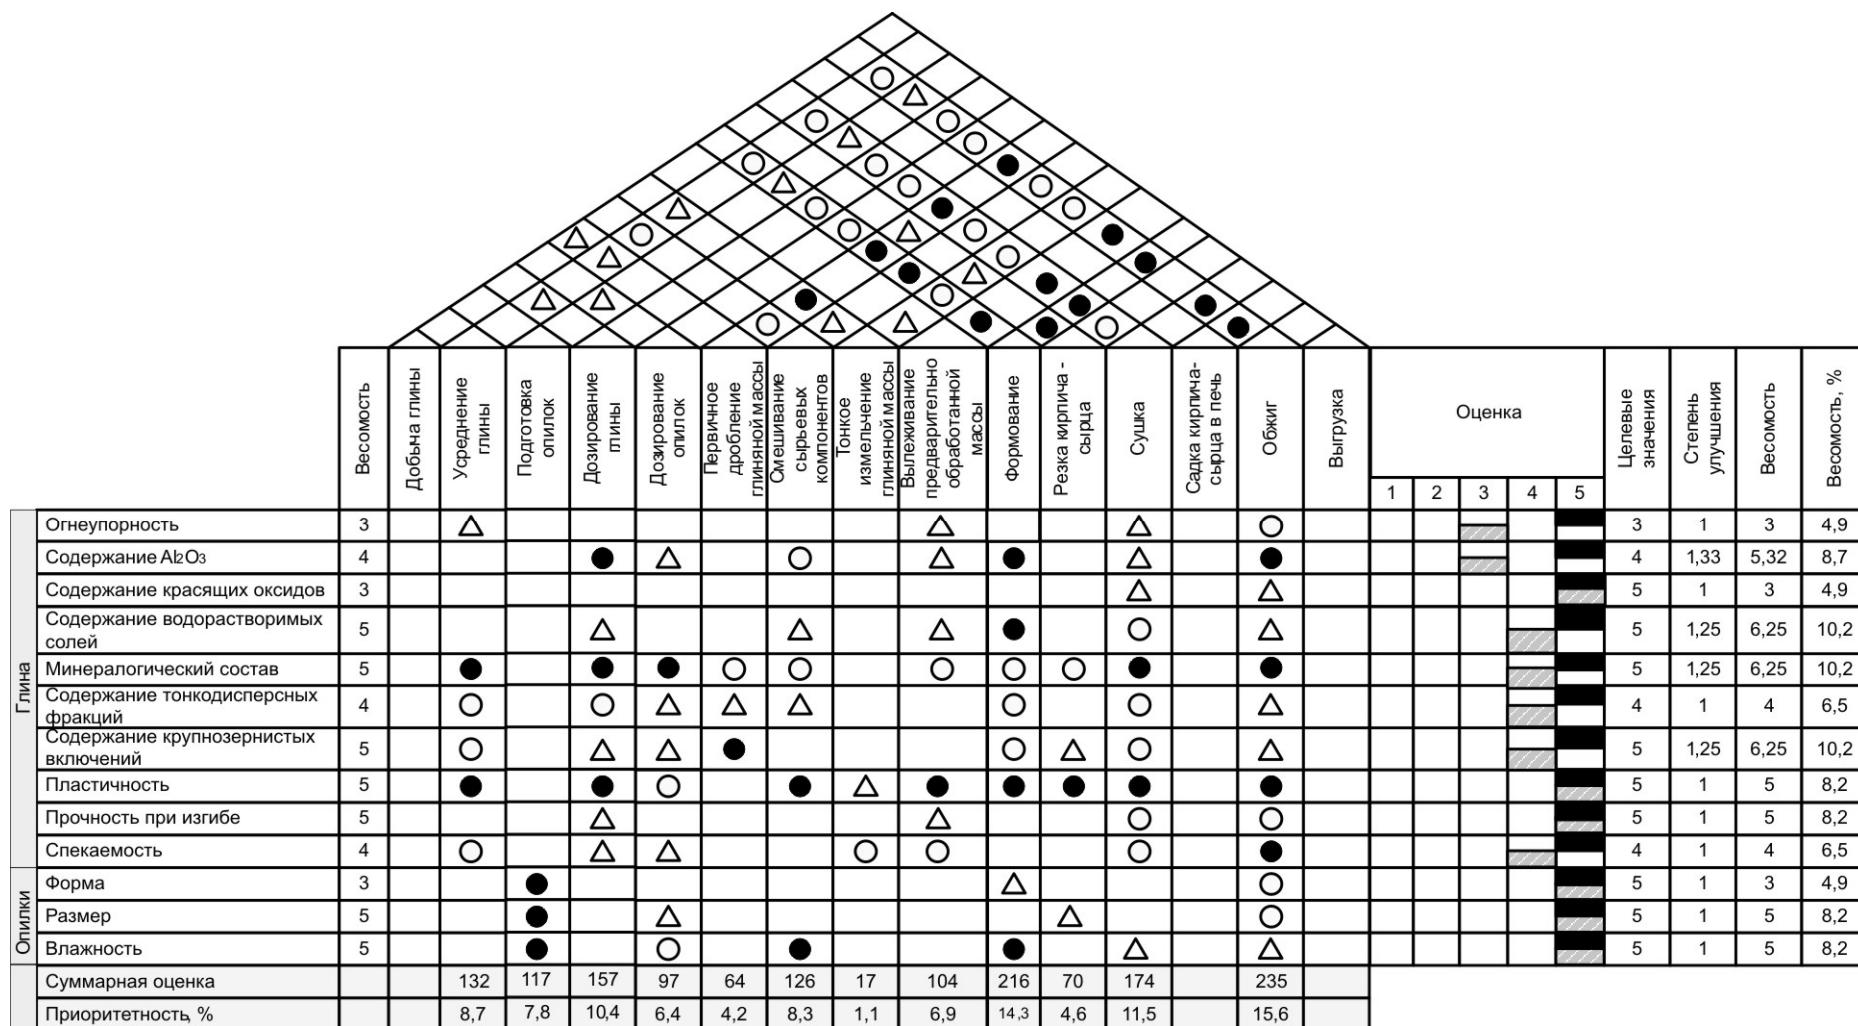 Весомость
Добыча глины
Усреднение
глины
Подготовка
опилок
Дозирование
глины
Дозирование
опилок
Первичное
дробление
глиняной массы
Смешивание
сырьевых
компонентов
Тонкое
измельчение
глиняной массы
Вылеживание
предварительно
обработанной
массы
Формование
Резка кирпича -
сырца
Сушка
Садка кирпича-
сырца в печь
Обжиг
Выгрузка
Оценка
1 2 3 4 5
Целевые
значения
Степень
улучшения
Весомость
Весомость, %
Глина
Огнеупорность 3 3 1 3 4,9
Содержание Al2O3 4 4 1,33 5,32 8,7
Содержание красящих оксидов 3 5 1 3 4,9
Содержание водорастворимых
солей 5 5 1,25 6,25 10,2
Минералогический состав 5 5 1,25 6,25 10,2
Содержание тонкодисперсных
фракций 4 4 1 4 6,5
Содержание крупнозернистых
включений 5 5 1,25 6,25 10,2
Пластичность 5 5 1 5 8,2
Прочность при изгибе 5 5 1 5 8,2
Спекаемость 4 4 1 4 6,5
Опилки
Форма 3 5 1 3 4,9
Размер 5 5 1 5 8,2
Влажность 5 5 1 5 8,2
Суммарная оценка 132 117 157 97 64 126 17 104 216 70 174 235
Приоритетность, % 8,7 7,8 10,4 6,4 4,2 8,3 1,1 6,9 14,3 4,6 11,5 15,6